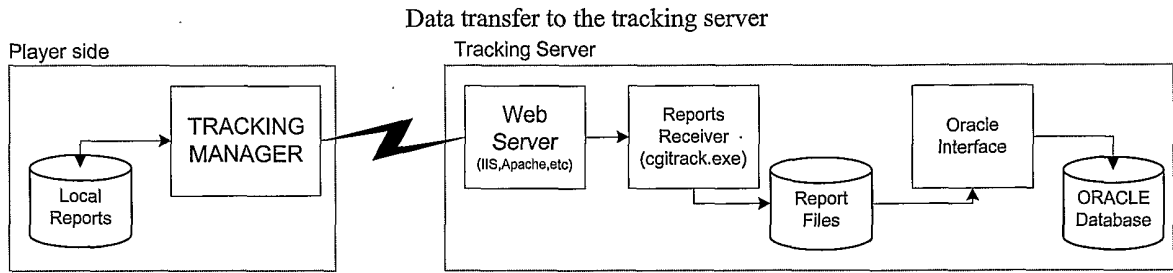 Data transfer to the tracking server
Player side
Tracking Server
TRACKING
MANAGER
Local
Reports
Web
Server
(IIS,Apache,etc)
Reports
Receiver
(cgitrack.exe)
Report
Files
Oracle
Interface
ORACLE
Database